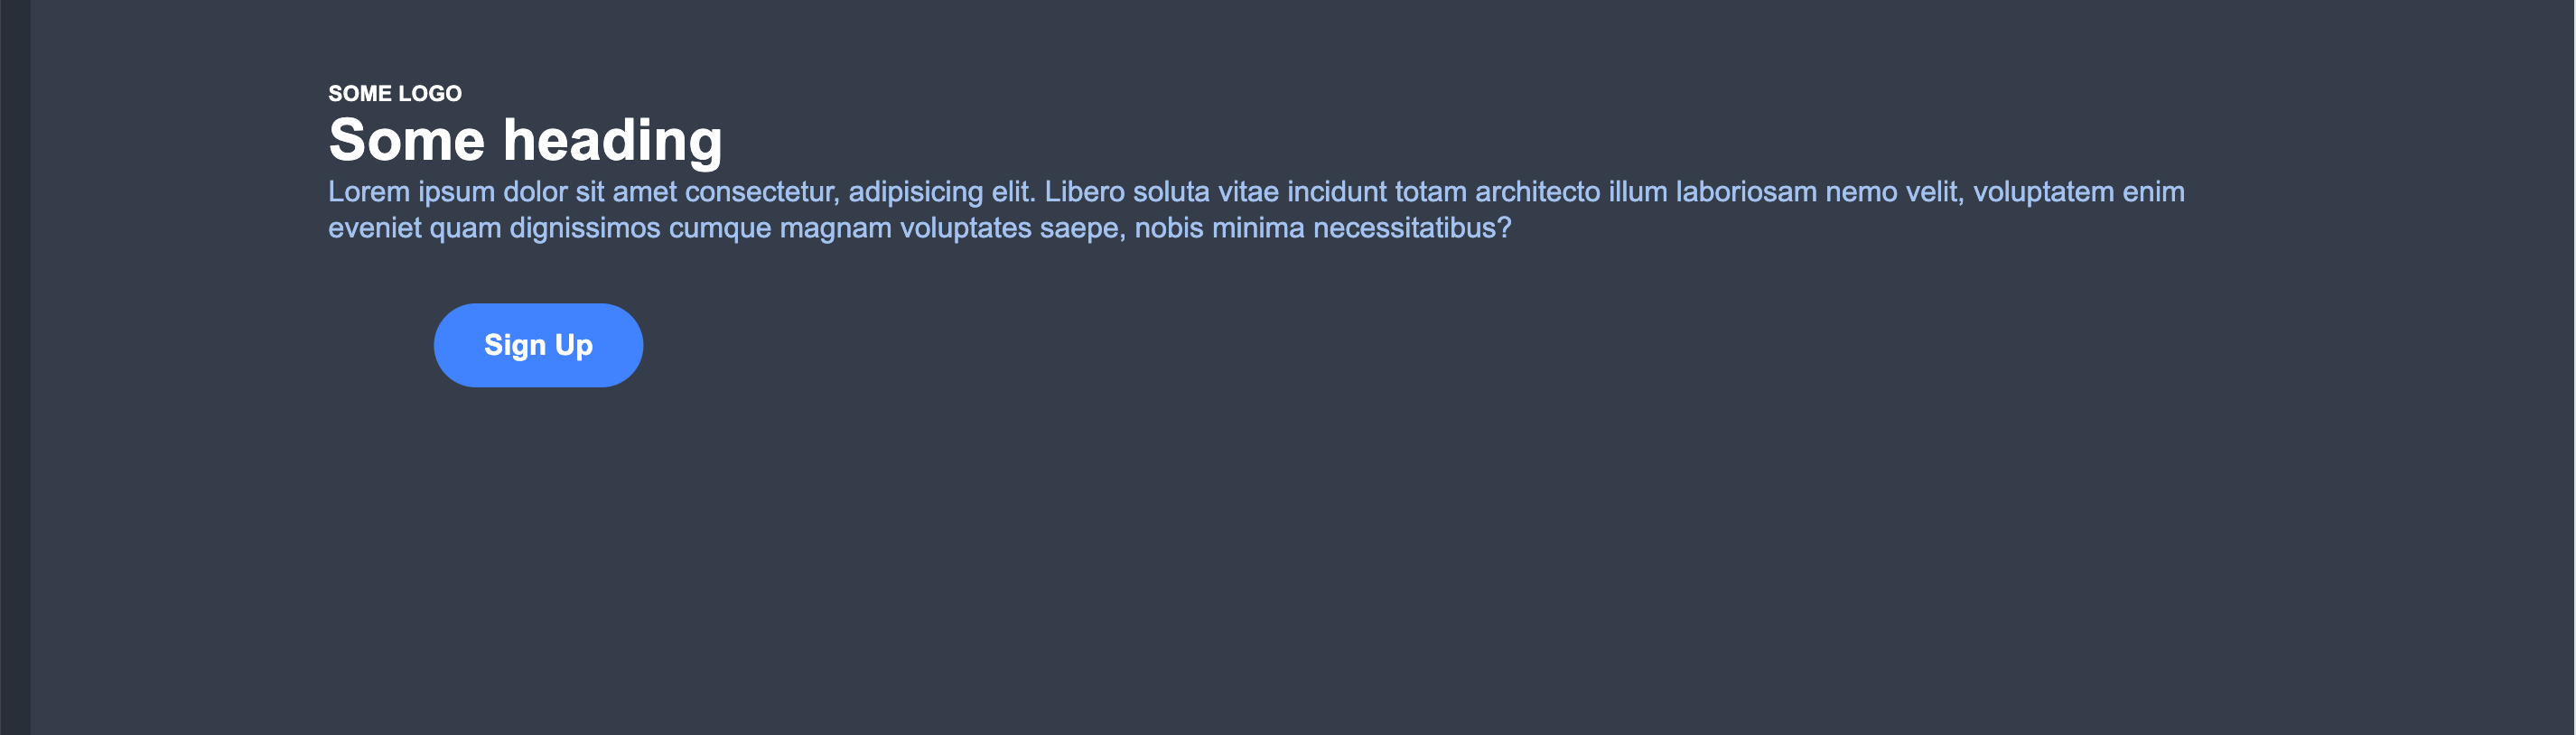 SOME LOGO
Some heading
Lorem ipsum dolor sit amet consectetur, adipisicing elit. Libero soluta vitae incidunt totam architecto illum laboriosam nemo velit, voluptatem enim
eveniet quam dignissimos cumque magnam voluptates saepe, nobis minima necessitatibus?
Sign Up